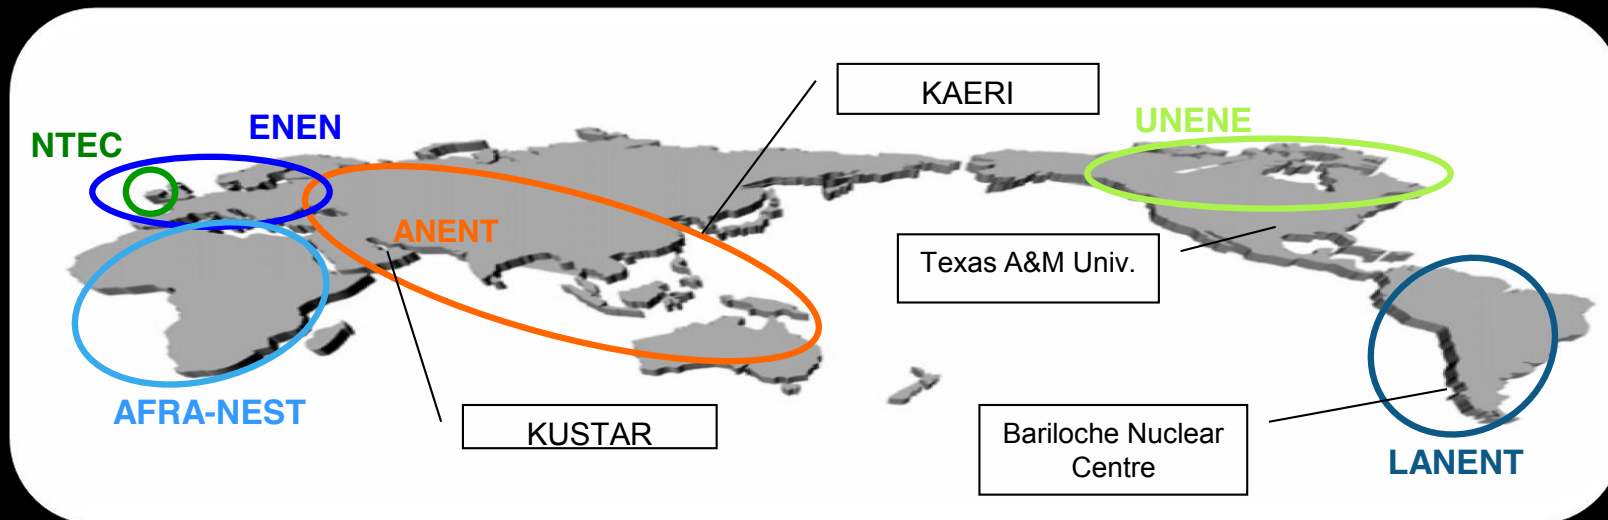 KAERI
UNENE
ENEN
NTEC
ANENT
Texas A&M Univ.
AFRA-NEST
KUSTAR
Bariloche Nuclear
Centre
LANENT